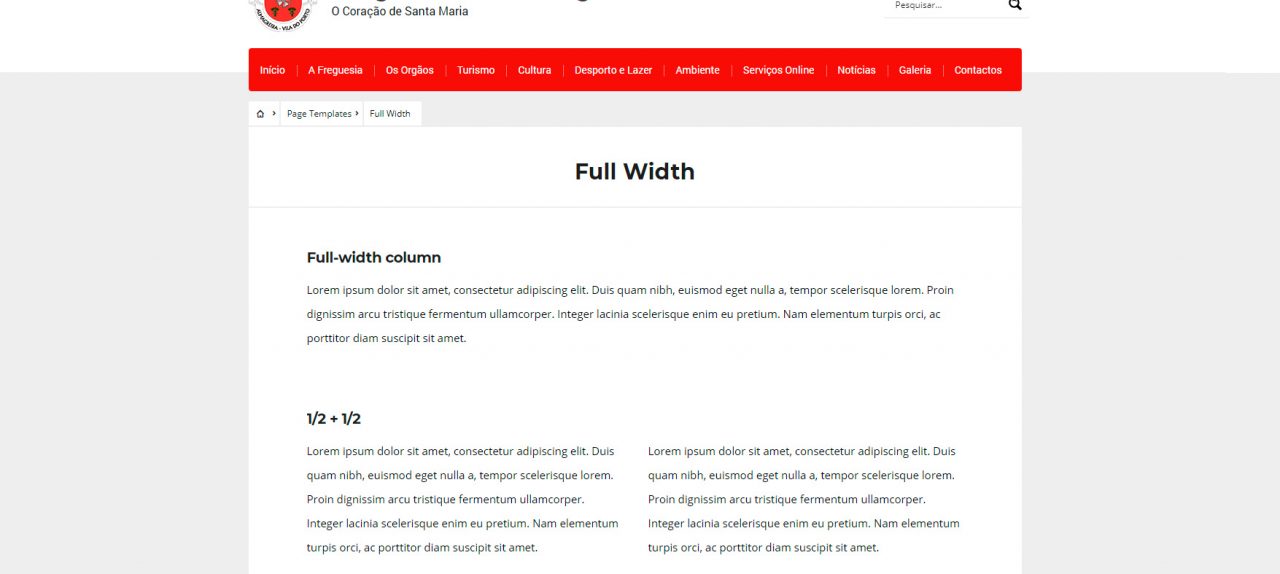 O Coração de Santa Maria
Pesquisar...
ALMAGREIRA - VILA DO PORTO
Início
A Freguesia
Os Orgãos
Turismo
Cultura
Desporto e Lazer
Ambiente
Serviços Online
Notícias
Galeria
Contactos
Page Templates
Full Width
Full Width
Full-width column
Lorem ipsum dolor sit amet, consectetur adipiscing elit. Duis quam nibh, euismod eget nulla a, tempor scelerisque lorem. Proin
dignissim arcu tristique fermentum ullamcorper. Integer lacinia scelerisque enim eu pretium. Nam elementum turpis orci, ac
porttitor diam suscipit sit amet.
1/2 + 1/2
Lorem ipsum dolor sit amet, consectetur adipiscing elit. Duis
quam nibh, euismod eget nulla a, tempor scelerisque lorem.
Proin dignissim arcu tristique fermentum ullamcorper.
Integer lacinia scelerisque enim eu pretium. Nam elementum
turpis orci, ac porttitor diam suscipit sit amet.
Lorem ipsum dolor sit amet, consectetur adipiscing elit. Duis
quam nibh, euismod eget nulla a, tempor scelerisque lorem.
Proin dignissim arcu tristique fermentum ullamcorper.
Integer lacinia scelerisque enim eu pretium. Nam elementum
turpis orci, ac porttitor diam suscipit sit amet.